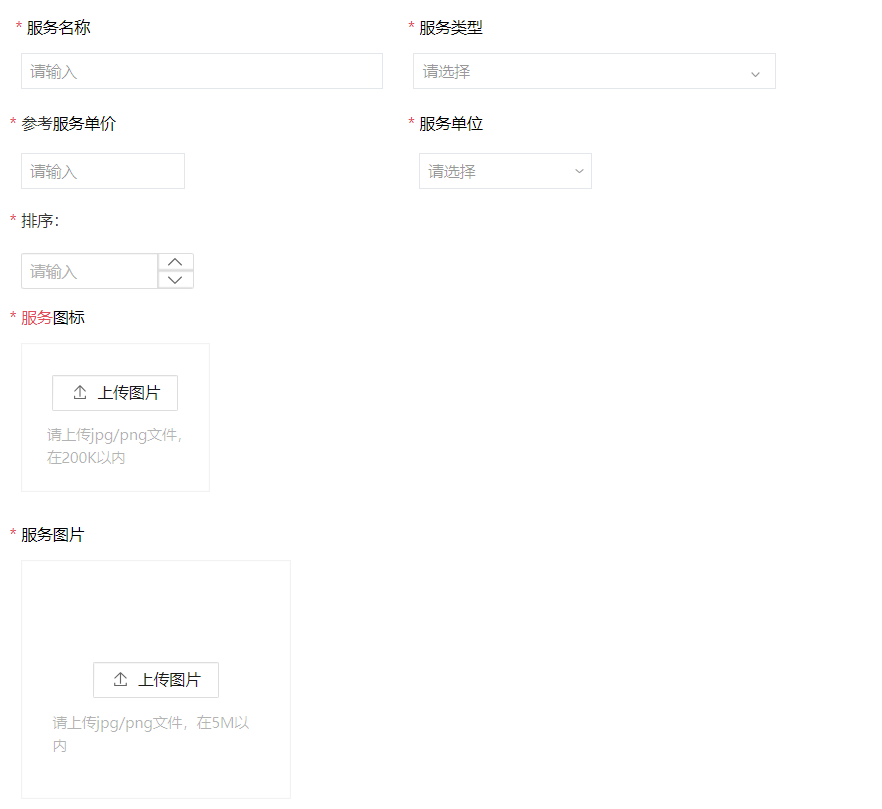 * 服务名称
* 服务类型
请输入
请选择
* 参考服务单价
* 服务单位
请输入
请选择
* 排序：
请输入
* 服务图标
上传图片
请上传jpg/png文件，
在200K以内
* 服务图片
上传图片
请上传jpg/png文件，在5M以
内